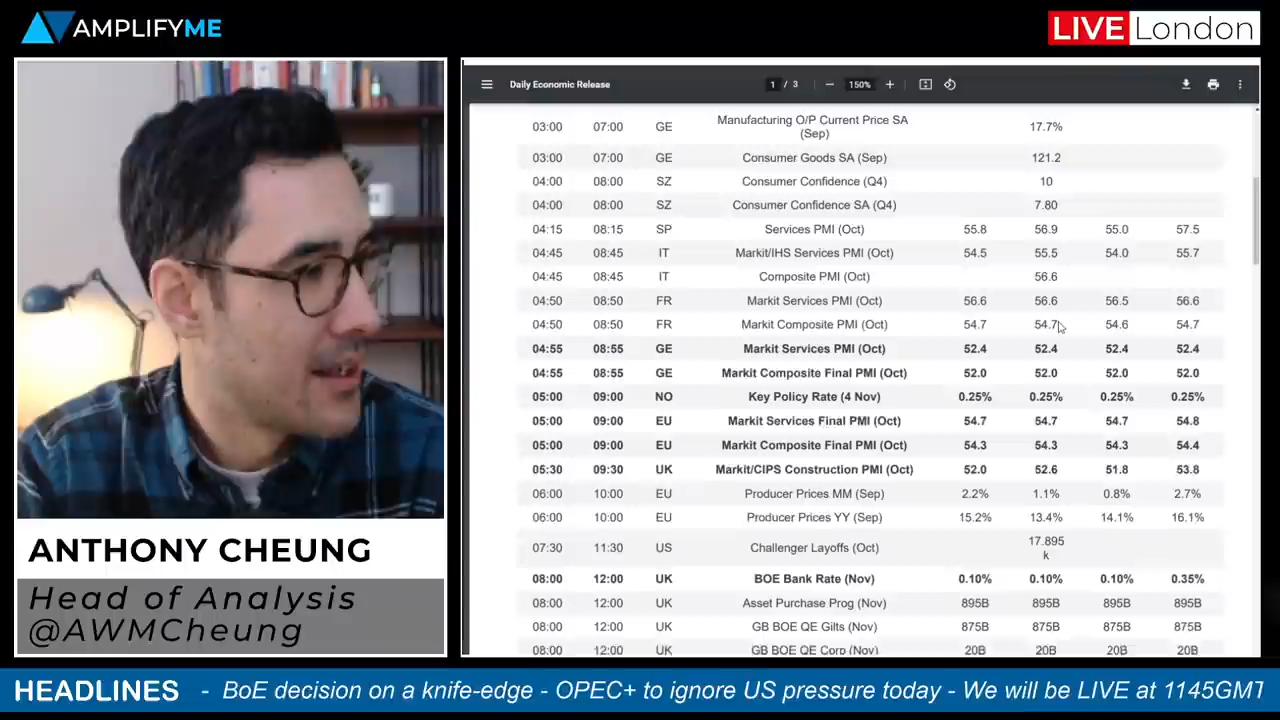 AMPLIFYME
LIVE London
Daily Economic Release
1 / 3
150%
03:00 07:00 GE Manufacturing O/P Current Price SA (Sep) 17.7%
03:00 07:00 GE Consumer Goods SA (Sep) 121.2
04:00 08:00 SZ Consumer Confidence (Q4) 10
04:00 08:00 SZ Consumer Confidence SA (Q4) 7.80
04:15 08:15 SP Services PMI (Oct) 55.8 56.9 55.0 57.5
04:45 08:45 IT Markit/IHS Services PMI (Oct) 54.5 55.5 54.0 55.7
04:45 08:45 IT Composite PMI (Oct) 56.6
04:50 08:50 FR Markit Services PMI (Oct) 56.6 56.6 56.5 56.6
04:50 08:50 FR Markit Composite PMI (Oct) 54.7 54.7 54.6 54.7
04:55 08:55 GE Markit Services PMI (Oct) 52.4 52.4 52.4 52.4
04:55 08:55 GE Markit Composite Final PMI (Oct) 52.0 52.0 52.0 52.0
05:00 09:00 NO Key Policy Rate (4 Nov) 0.25% 0.25% 0.25% 0.25%
05:00 09:00 EU Markit Services Final PMI (Oct) 54.7 54.7 54.7 54.8
05:00 09:00 EU Markit Composite Final PMI (Oct) 54.3 54.3 54.3 54.4
05:30 09:30 UK Markit/CIPS Construction PMI (Oct) 52.0 52.6 51.8 53.8
06:00 10:00 EU Producer Prices MM (Sep) 2.2% 1.1% 0.8% 2.7%
06:00 10:00 EU Producer Prices YY (Sep) 15.2% 13.4% 14.1% 16.1%
07:30 11:30 US Challenger Layoffs (Oct) 17.895 k
08:00 12:00 UK BOE Bank Rate (Nov) 0.10% 0.10% 0.10% 0.35%
08:00 12:00 UK Asset Purchase Prog (Nov) 895B 895B 895B 895B
08:00 12:00 UK GB BOE QE Gilts (Nov) 875B 875B 875B 875B
08:00 12:00 UK GB BOE QE Corp (Nov) 20B 20B 20B 20B
ANTHONY CHEUNG
Head of Analysis
@AWMCheung
HEADLINES - BoE decision on a knife-edge - OPEC+ to ignore US pressure today - We will be LIVE at 1145GMT